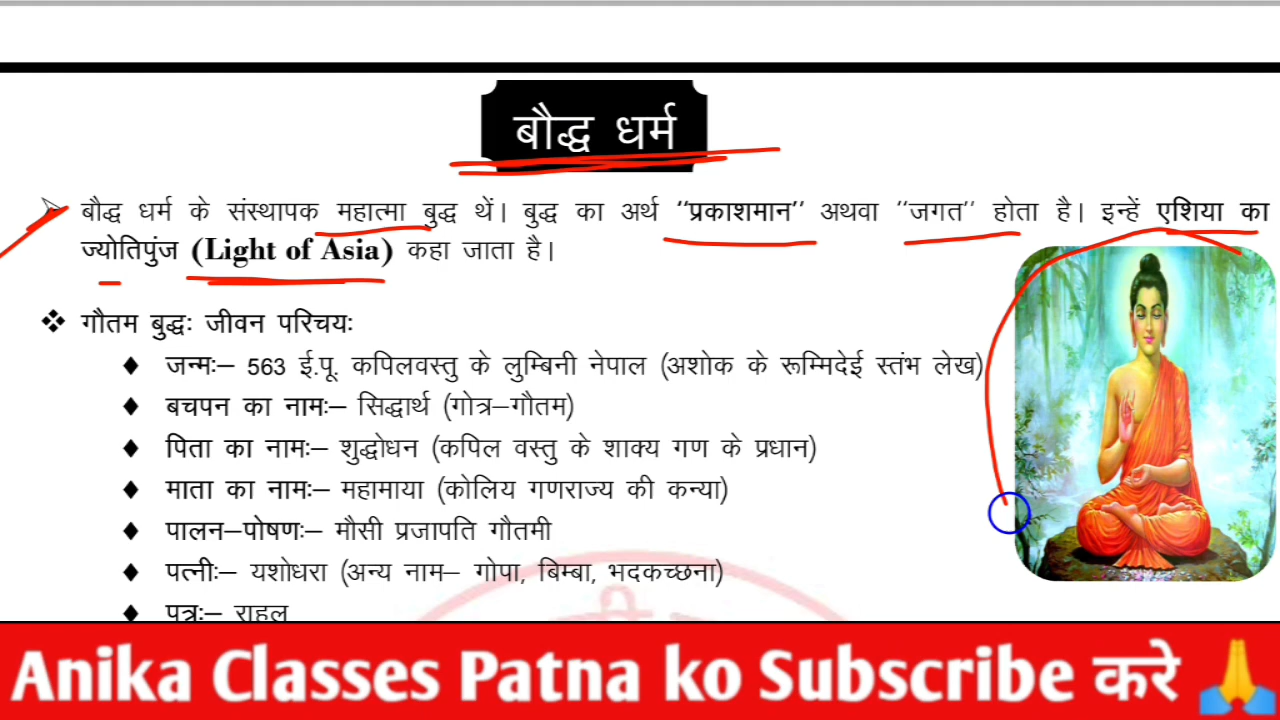 बौद्ध धर्म
बौद्ध धर्म के संस्थापक महात्मा बुद्ध थें। बुद्ध का अर्थ "प्रकाशमान" अथवा "जगत" होता है। इन्हें एशिया का
ज्योतिपुंज (Light of Asia) कहा जाता है।
गौतम बुद्धः जीवन परिचयः
जन्मः– 563 ई.पू. कपिलवस्तु के लुम्बिनी नेपाल (अशोक के रूम्मिदेई स्तंभ लेख)
बचपन का नामः– सिद्धार्थ (गोत्र–गौतम)
पिता का नामः– शुद्धोधन (कपिल वस्तु के शाक्य गण के प्रधान)
माता का नामः– महामाया (कोलिय गणराज्य की कन्या)
पालन–पोषणः– मौसी प्रजापति गौतमी
पत्नीः– यशोधरा (अन्य नाम– गोपा, बिम्बा, भदकच्छना)
पुत्रः– राहुल
Anika Classes Patna ko Subscribe करे